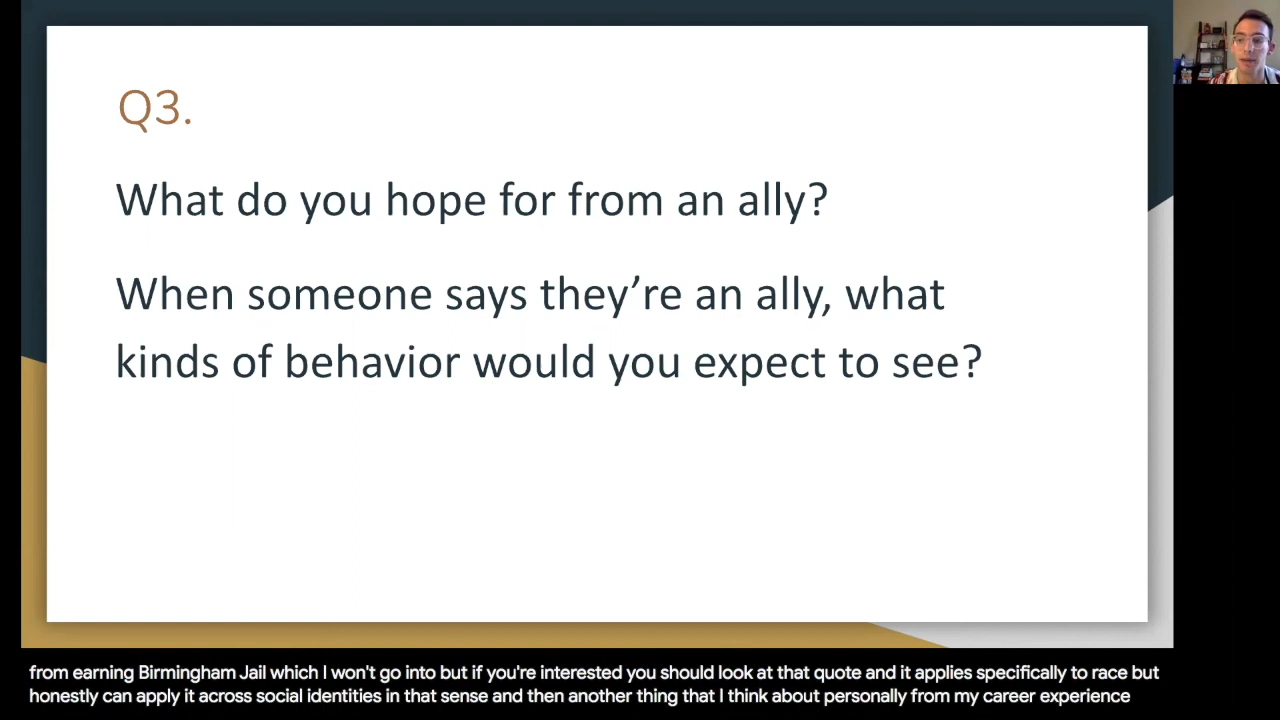 Q3.
What do you hope for from an ally?
When someone says they’re an ally, what
kinds of behavior would you expect to see?
from earning Birmingham Jail which I won't go into but if you're interested you should look at that quote and it applies specifically to race but
honestly can apply it across social identities in that sense and then another thing that I think about personally from my career experience